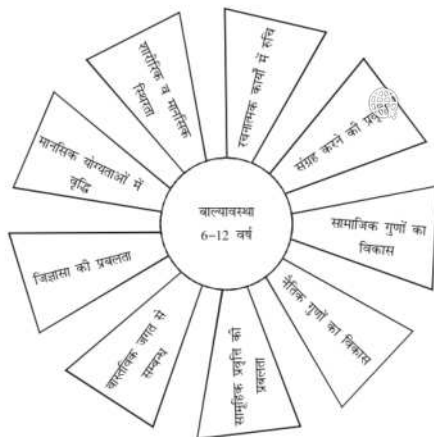 बाल्यावस्था
6-12 वर्ष
शारीरिक व मानसिक
स्थिरता
रचनात्मक कार्यों में रुचि
संग्रह करने की प्रवृत्ति
सामाजिक गुणों का
विकास
नैतिक गुणों का विकास
सामूहिक प्रवृत्ति की
प्रबलता
वास्तविक जगत से
सम्बन्ध
जिज्ञासा की प्रबलता
मानसिक योग्यताओं में
वृद्धि